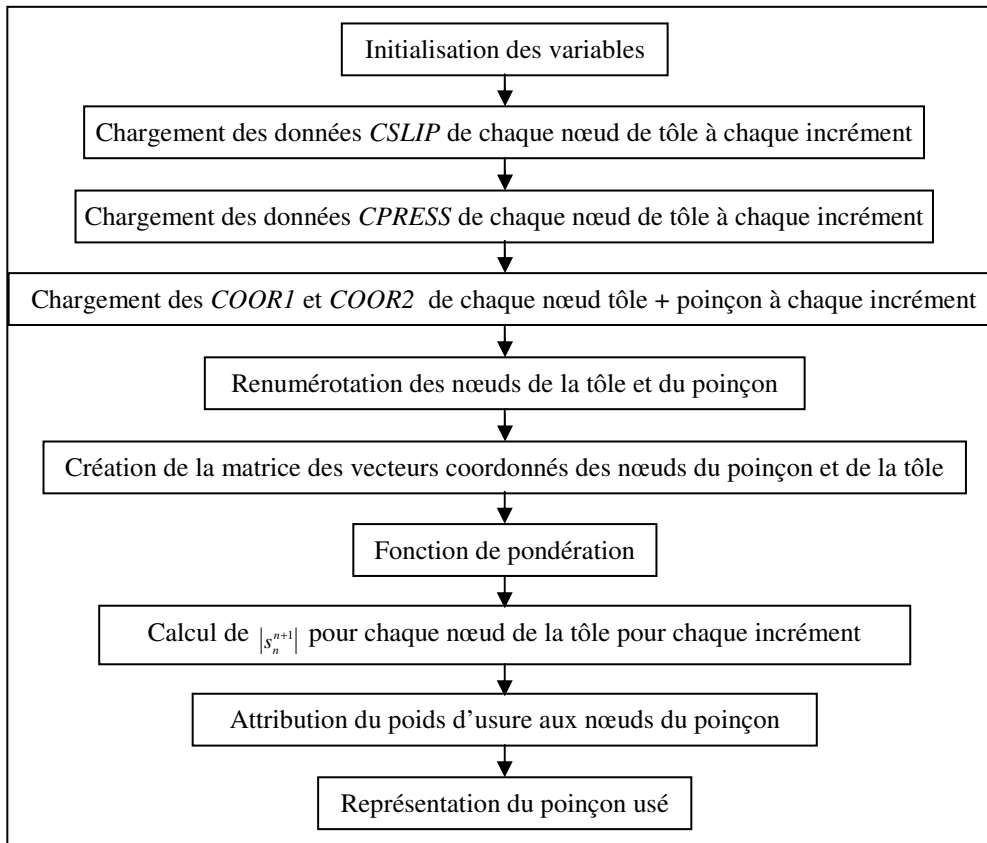 Initialisation des variables
Chargement des données CSLIP de chaque nœud de tôle à chaque incrément
Chargement des données CPRESS de chaque nœud de tôle à chaque incrément
Chargement des COOR1 et COOR2 de chaque nœud tôle + poinçon à chaque incrément
Renumérotation des nœuds de la tôle et du poinçon
Création de la matrice des vecteurs coordonnés des nœuds du poinçon et de la tôle
Fonction de pondération
Calcul de |s_n^{n+1}| pour chaque nœud de la tôle pour chaque incrément
Attribution du poids d’usure aux nœuds du poinçon
Représentation du poinçon usé